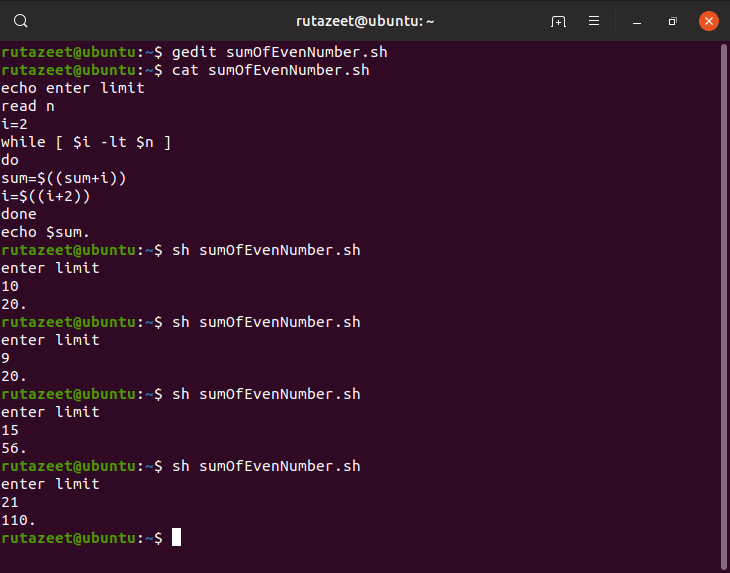 rutazeet@ubuntu: ~
rutazeet@ubuntu:~$ gedit sumOfEvenNumber.sh
rutazeet@ubuntu:~$ cat sumOfEvenNumber.sh
echo enter limit
read n
i=2
while [ $i -lt $n ]
do
sum=$((sum+i))
i=$((i+2))
done
echo $sum.
rutazeet@ubuntu:~$ sh sumOfEvenNumber.sh
enter limit
10
20.
rutazeet@ubuntu:~$ sh sumOfEvenNumber.sh
enter limit
9
20.
rutazeet@ubuntu:~$ sh sumOfEvenNumber.sh
enter limit
15
56.
rutazeet@ubuntu:~$ sh sumOfEvenNumber.sh
enter limit
21
110.
rutazeet@ubuntu:~$